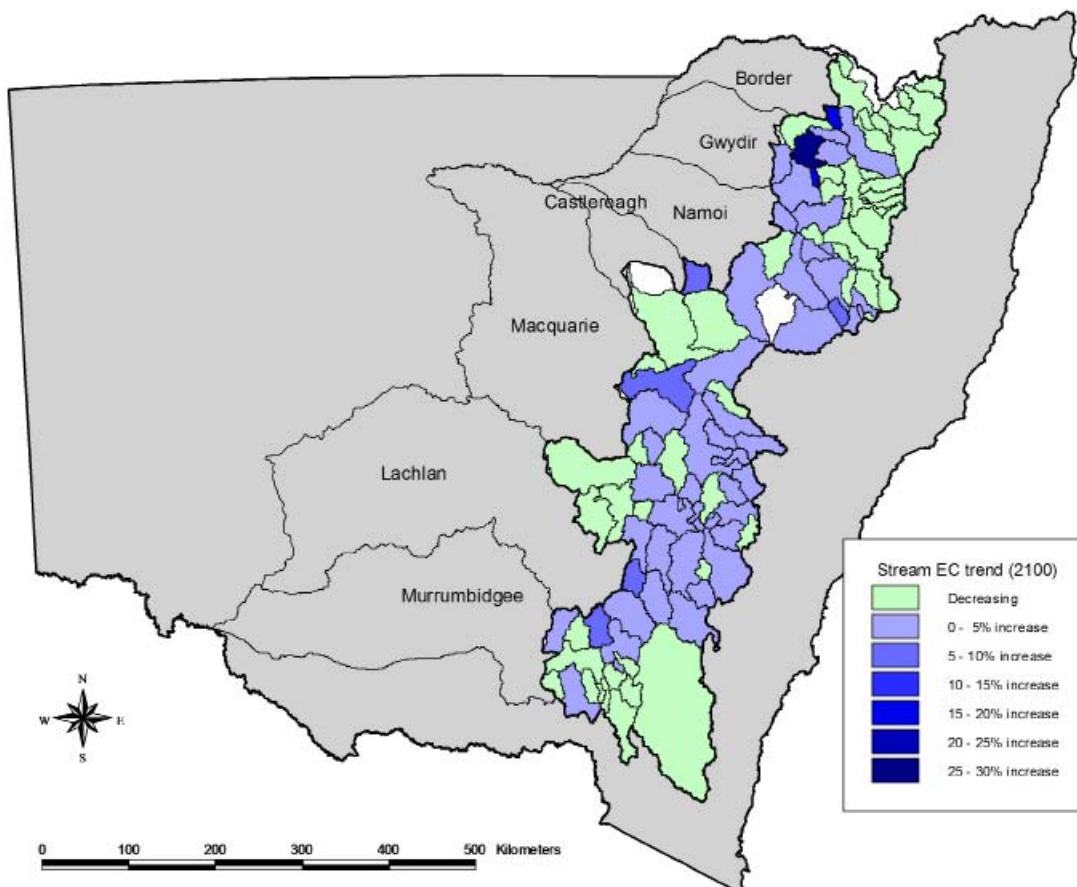 Border
Gwydir
Castlereagh
Namoi
Macquarie
Lachlan
Murrumbidgee
Stream EC trend (2100)
Decreasing
0 - 5% increase
5 - 10% increase
10 - 15% increase
15 - 20% increase
20 - 25% increase
25 - 30% increase
N
W E
S
0 100 200 300 400 500 Kilometers